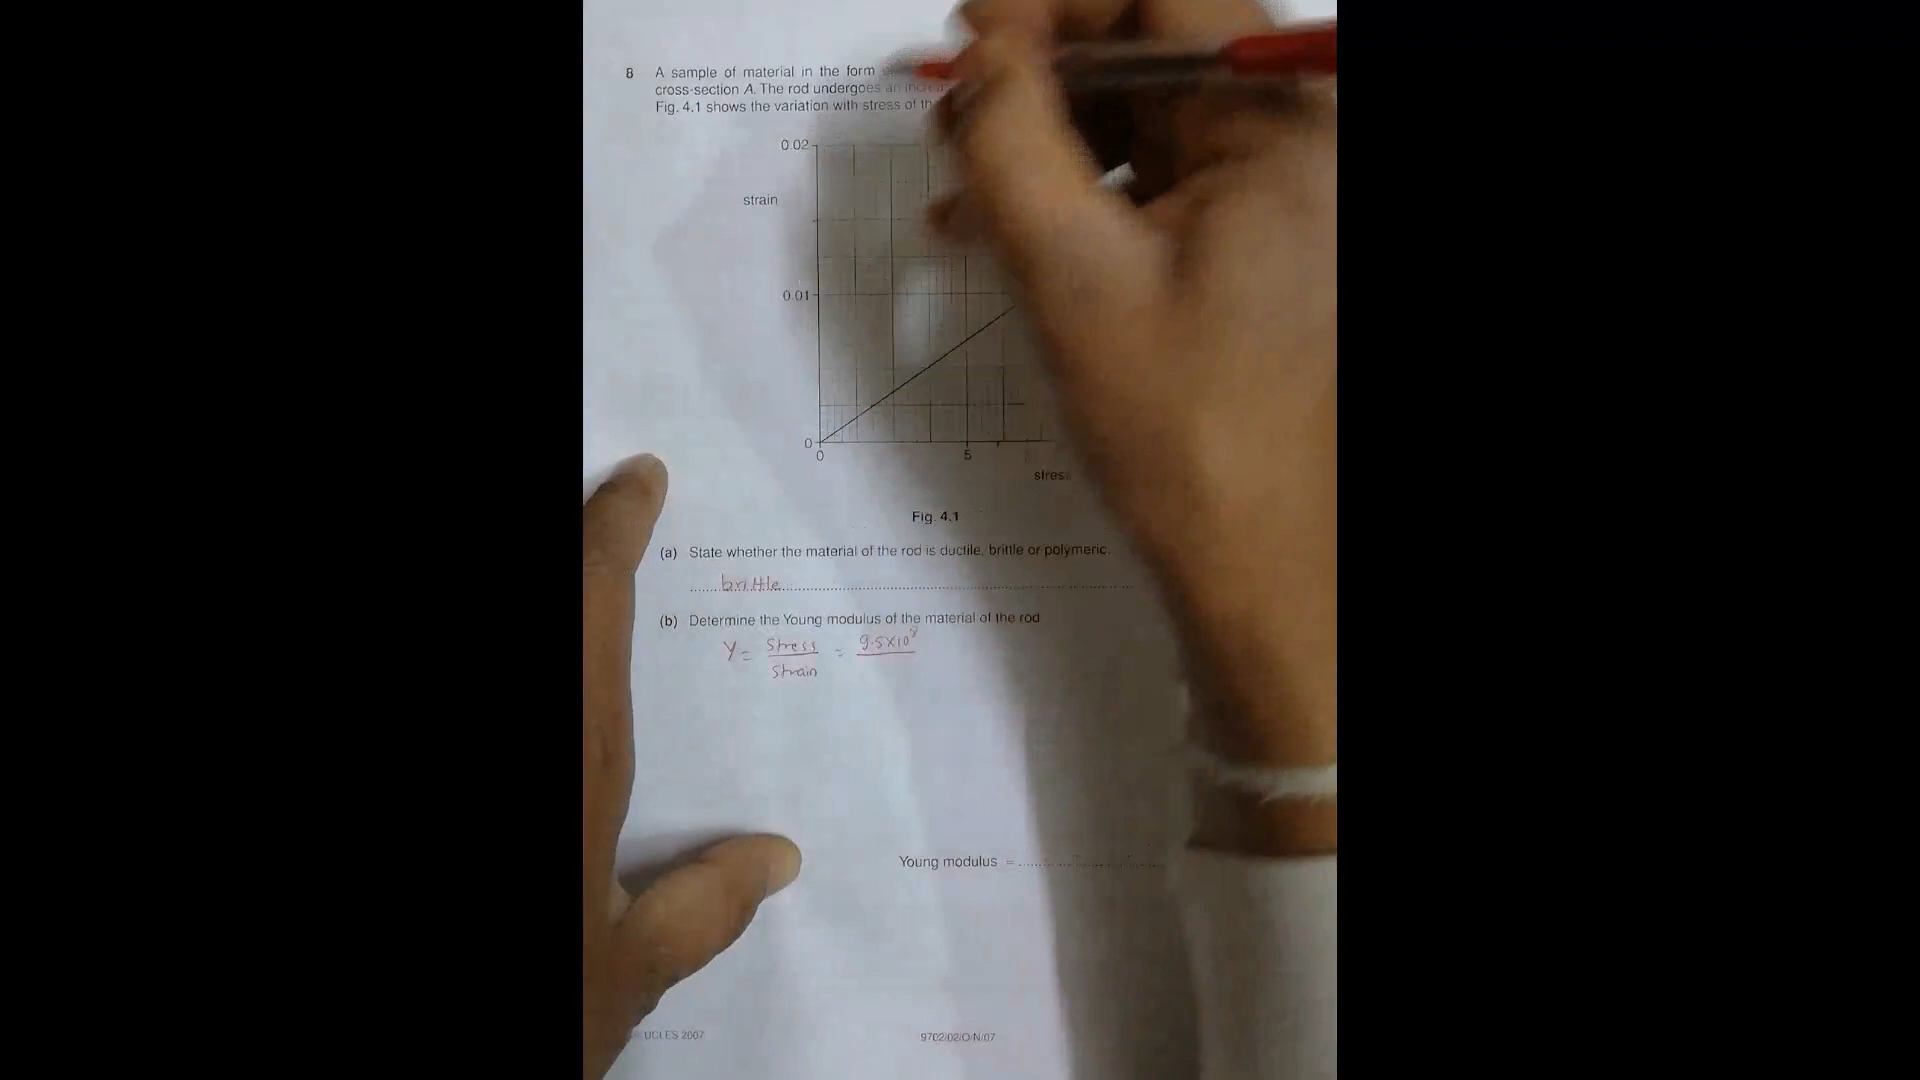 8 A sample of material in the form
cross-section A. The rod undergoes an
Fig. 4.1 shows the variation with stress of
0.02
strain
0.01
0
0
5
stress
Fig. 4.1
(a) State whether the material of the rod is ductile, brittle or polymeric.
brittle
(b) Determine the Young modulus of the material of the rod
Y = Stress / Strain = 9.5×10⁸
Young modulus =
UCLES 2007
9702/02/O/N/07